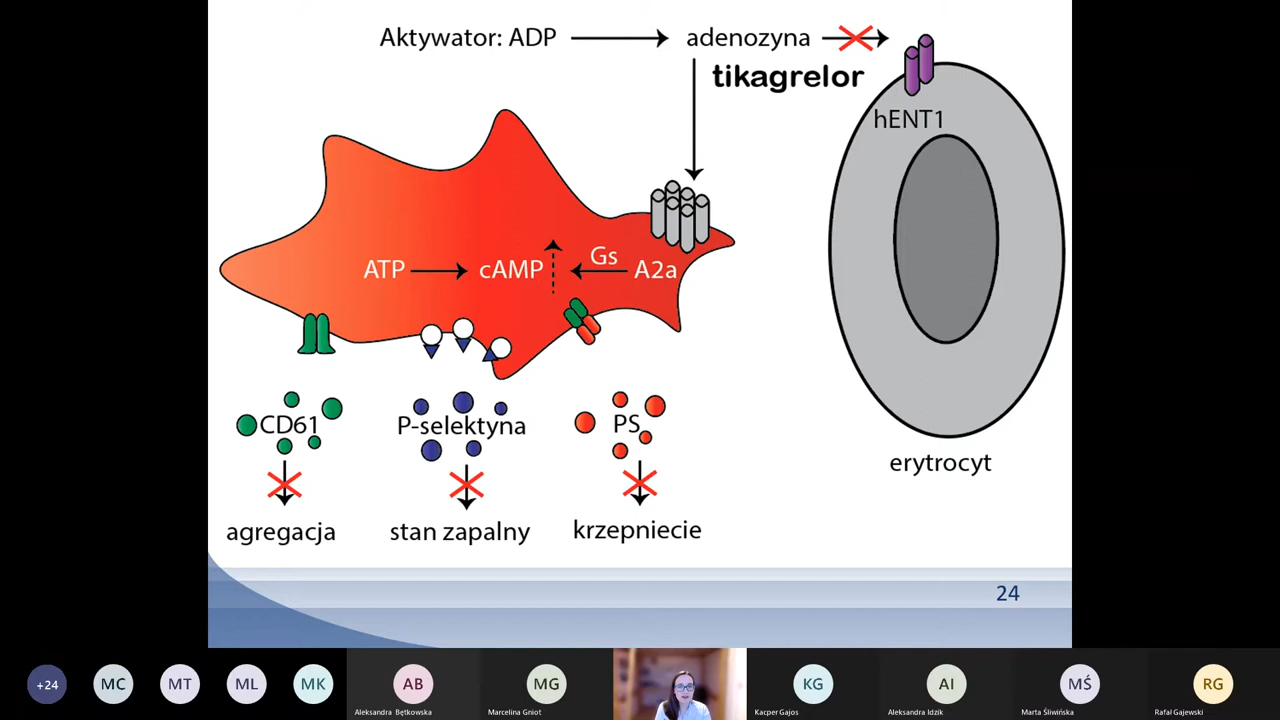 Aktywator: ADP
adenozyna
tikagrelor
hENT1
ATP
cAMP
Gs
A2a
CD61
P-selektyna
PS
erytrocyt
agregacja
stan zapalny
krzepniecie
24
+24
MC
MT
ML
MK
AB
Aleksandra Bętkowska
MG
Marcelina Gniot
KG
Kacper Gajos
AI
Aleksandra Idzik
MŚ
Marta Śliwińska
RG
Rafał Gajewski